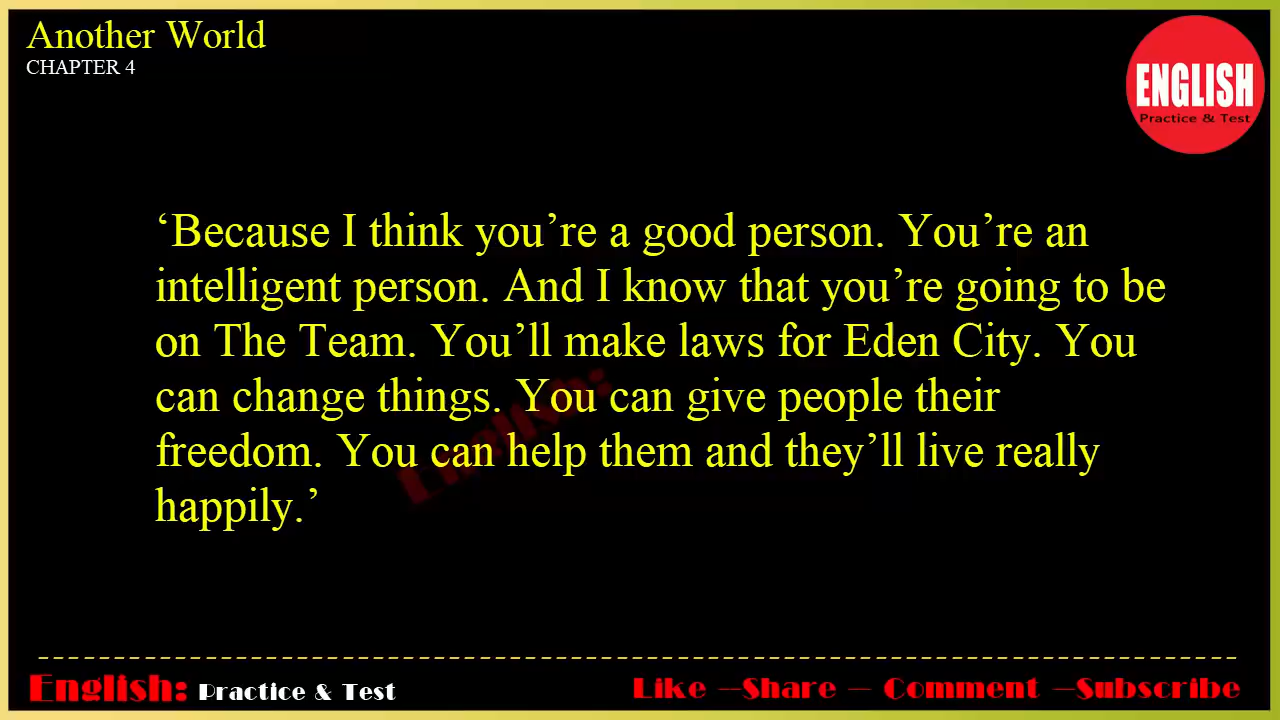 Another World
CHAPTER 4
ENGLISH
Practice & Test
‘Because I think you’re a good person. You’re an
intelligent person. And I know that you’re going to be
on The Team. You’ll make laws for Eden City. You
can change things. You can give people their
freedom. You can help them and they’ll live really
happily.’
English:
English: Practice & Test
Like —Share — Comment —Subscribe